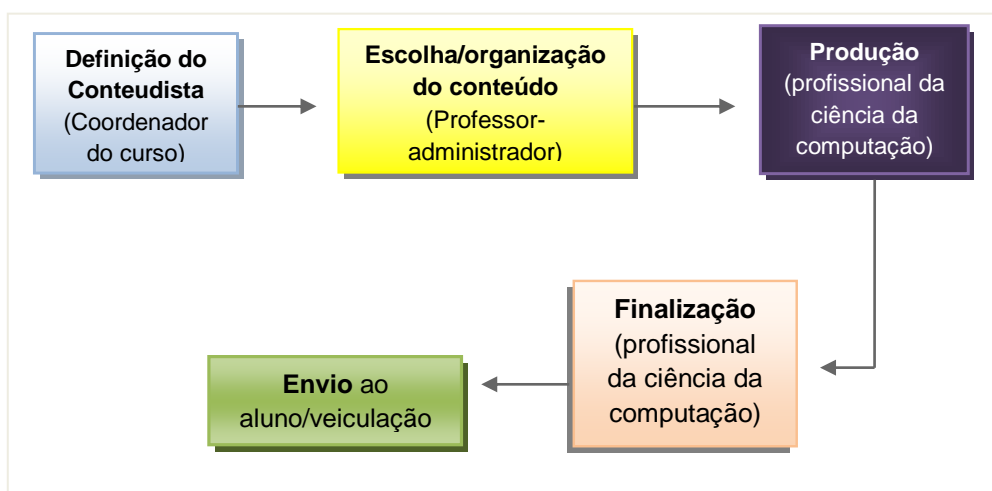 Definição do
Conteudista
(Coordenador
do curso)
Escolha/organização
do conteúdo
(Professor-
administrador)
Produção
(profissional da
ciência da
computação)
Finalização
(profissional
da ciência da
computação)
Envio ao
aluno/veiculação